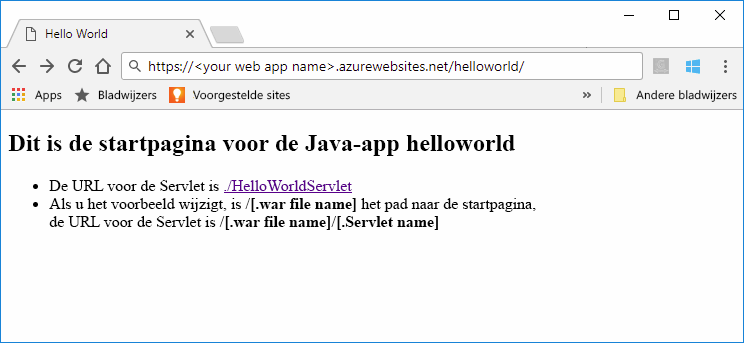 Hello World
https://<your web app name>.azurewebsites.net/helloworld/
Apps Bladwijzers Voorgestelde sites » Andere bladwijzers
Dit is de startpagina voor de Java-app helloworld
De URL voor de Servlet is ./HelloWorldServlet
Als u het voorbeeld wijzigt, is /[.war file name] het pad naar de startpagina,
de URL voor de Servlet is /[.war file name]/[.Servlet name]